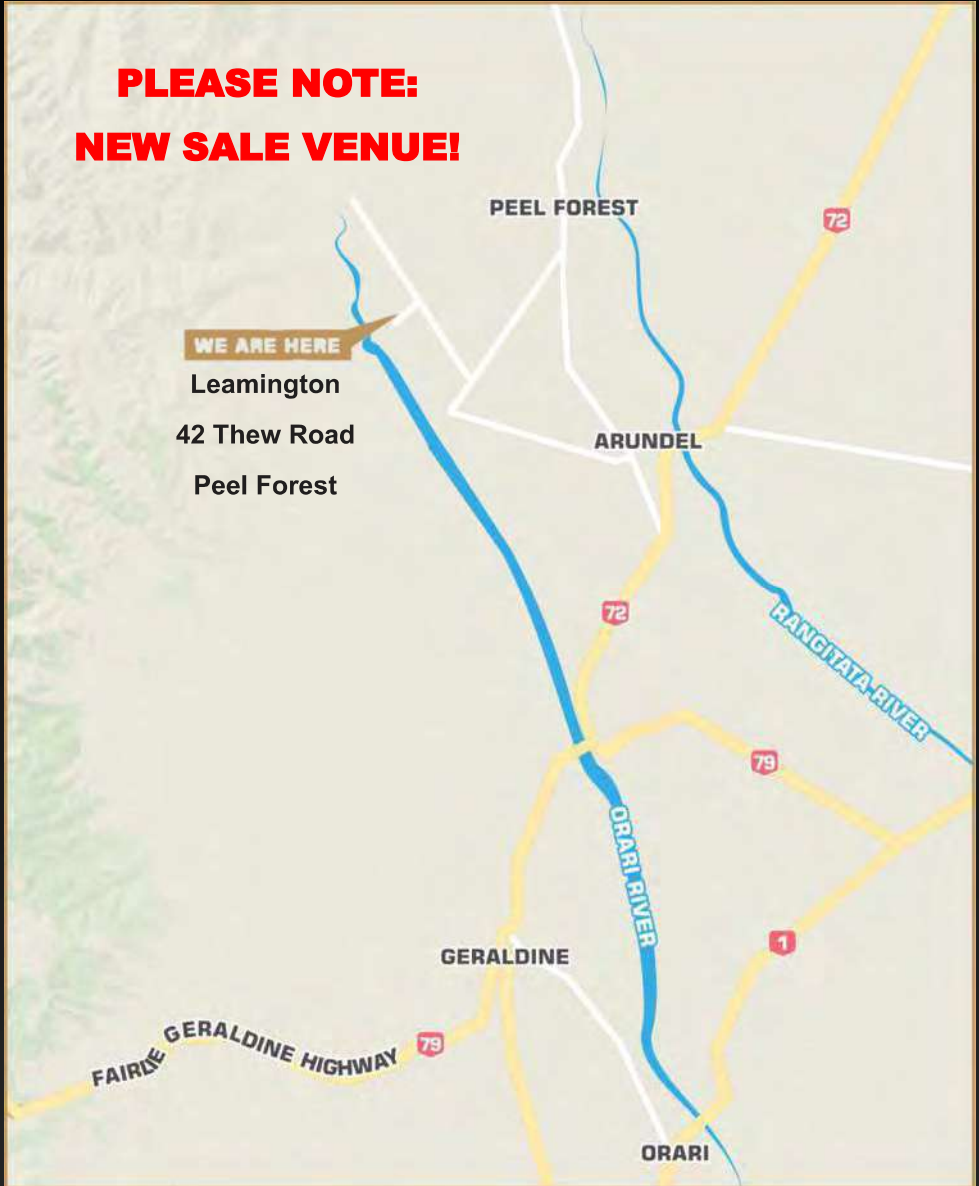 PLEASE NOTE:
NEW SALE VENUE!
PEEL FOREST
72
WE ARE HERE
Leamington
42 Thew Road
Peel Forest
ARUNDEL
72
RANGITATA RIVER
79
ORARI RIVER
1
GERALDINE
FAIRLIE GERALDINE HIGHWAY
79
ORARI